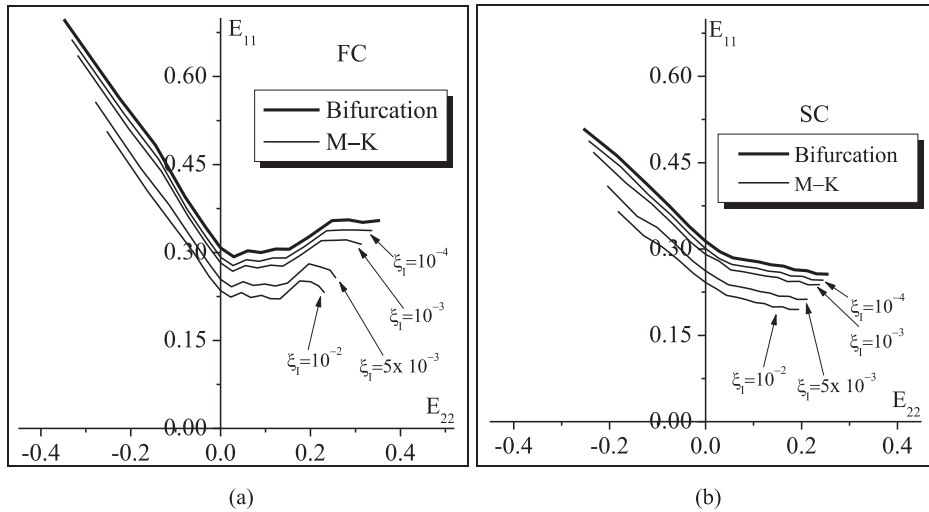 E11
FC
0.60
Bifurcation
M–K
0.45
0.30
ξI=10−4
ξI=10−3
0.15
ξI=10−2
ξI=5x 10−3
E22
0.00
-0.4 -0.2 0.0 0.2 0.4
(a)
E11
0.60
SC
Bifurcation
M–K
0.45
0.30
ξI=10−4
ξI=10−3
0.15
ξI=10−2
ξI=5x 10−3
E22
0.00
-0.4 -0.2 0.0 0.2 0.4
(b)